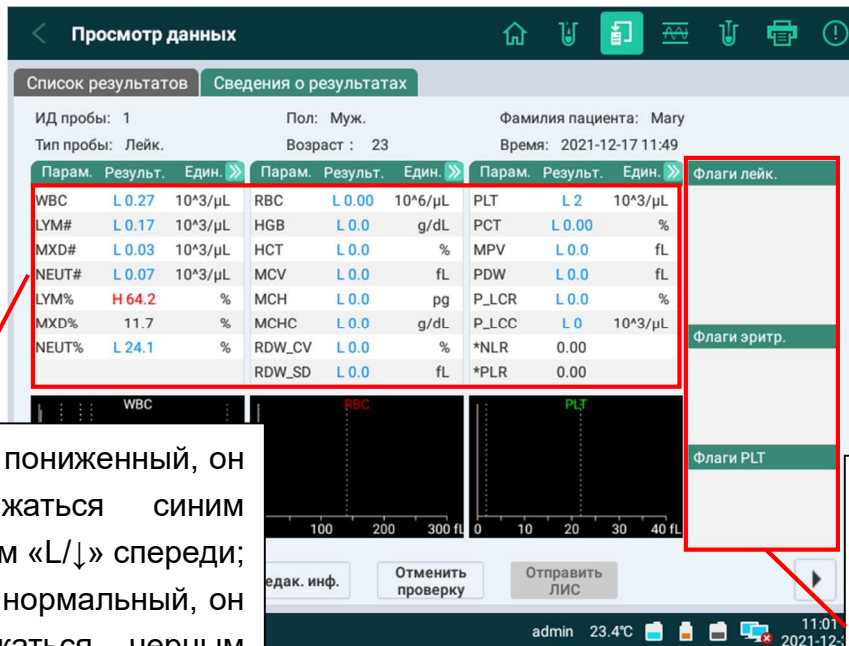 Просмотр данных
Список результатов Сведения о результатах
ИД пробы: 1 Пол: Муж. Фамилия пациента: Mary
Тип пробы: Лейк. Возраст : 23 Время: 2021-12-17 11:49
Парам. Результ. Един. Парам. Результ. Един. Парам. Результ. Един. Флаги лейк.
WBC L 0.27 10^3/µL RBC L 0.00 10^6/µL PLT L 2 10^3/µL
LYM# L 0.17 10^3/µL HGB L 0.0 g/dL PCT L 0.00 %
MXD# L 0.03 10^3/µL HCT L 0.0 % MPV L 0.0 fL
NEUT# L 0.07 10^3/µL MCV L 0.0 fL PDW L 0.0 fL
LYM% H 64.2 % MCH L 0.0 pg P_LCR L 0.0 %
MXD% 11.7 % MCHC L 0.0 g/dL P_LCC L 0 10^3/µL
Флаги эритр.
NEUT% L 24.1 % RDW_CV L 0.0 % *NLR 0.00
RDW_SD L 0.0 fL *PLR 0.00
WBC RBC PLT
Флаги PLT
100 200 300 fL 0 10 20 30 40 fL
пониженный, он
жаться синим
м «L/↓» спереди;
нормальный, он
черным
едак. инф. Отменить проверку Отправить ЛИС
admin 23.4℃ 11:01
2021-12-